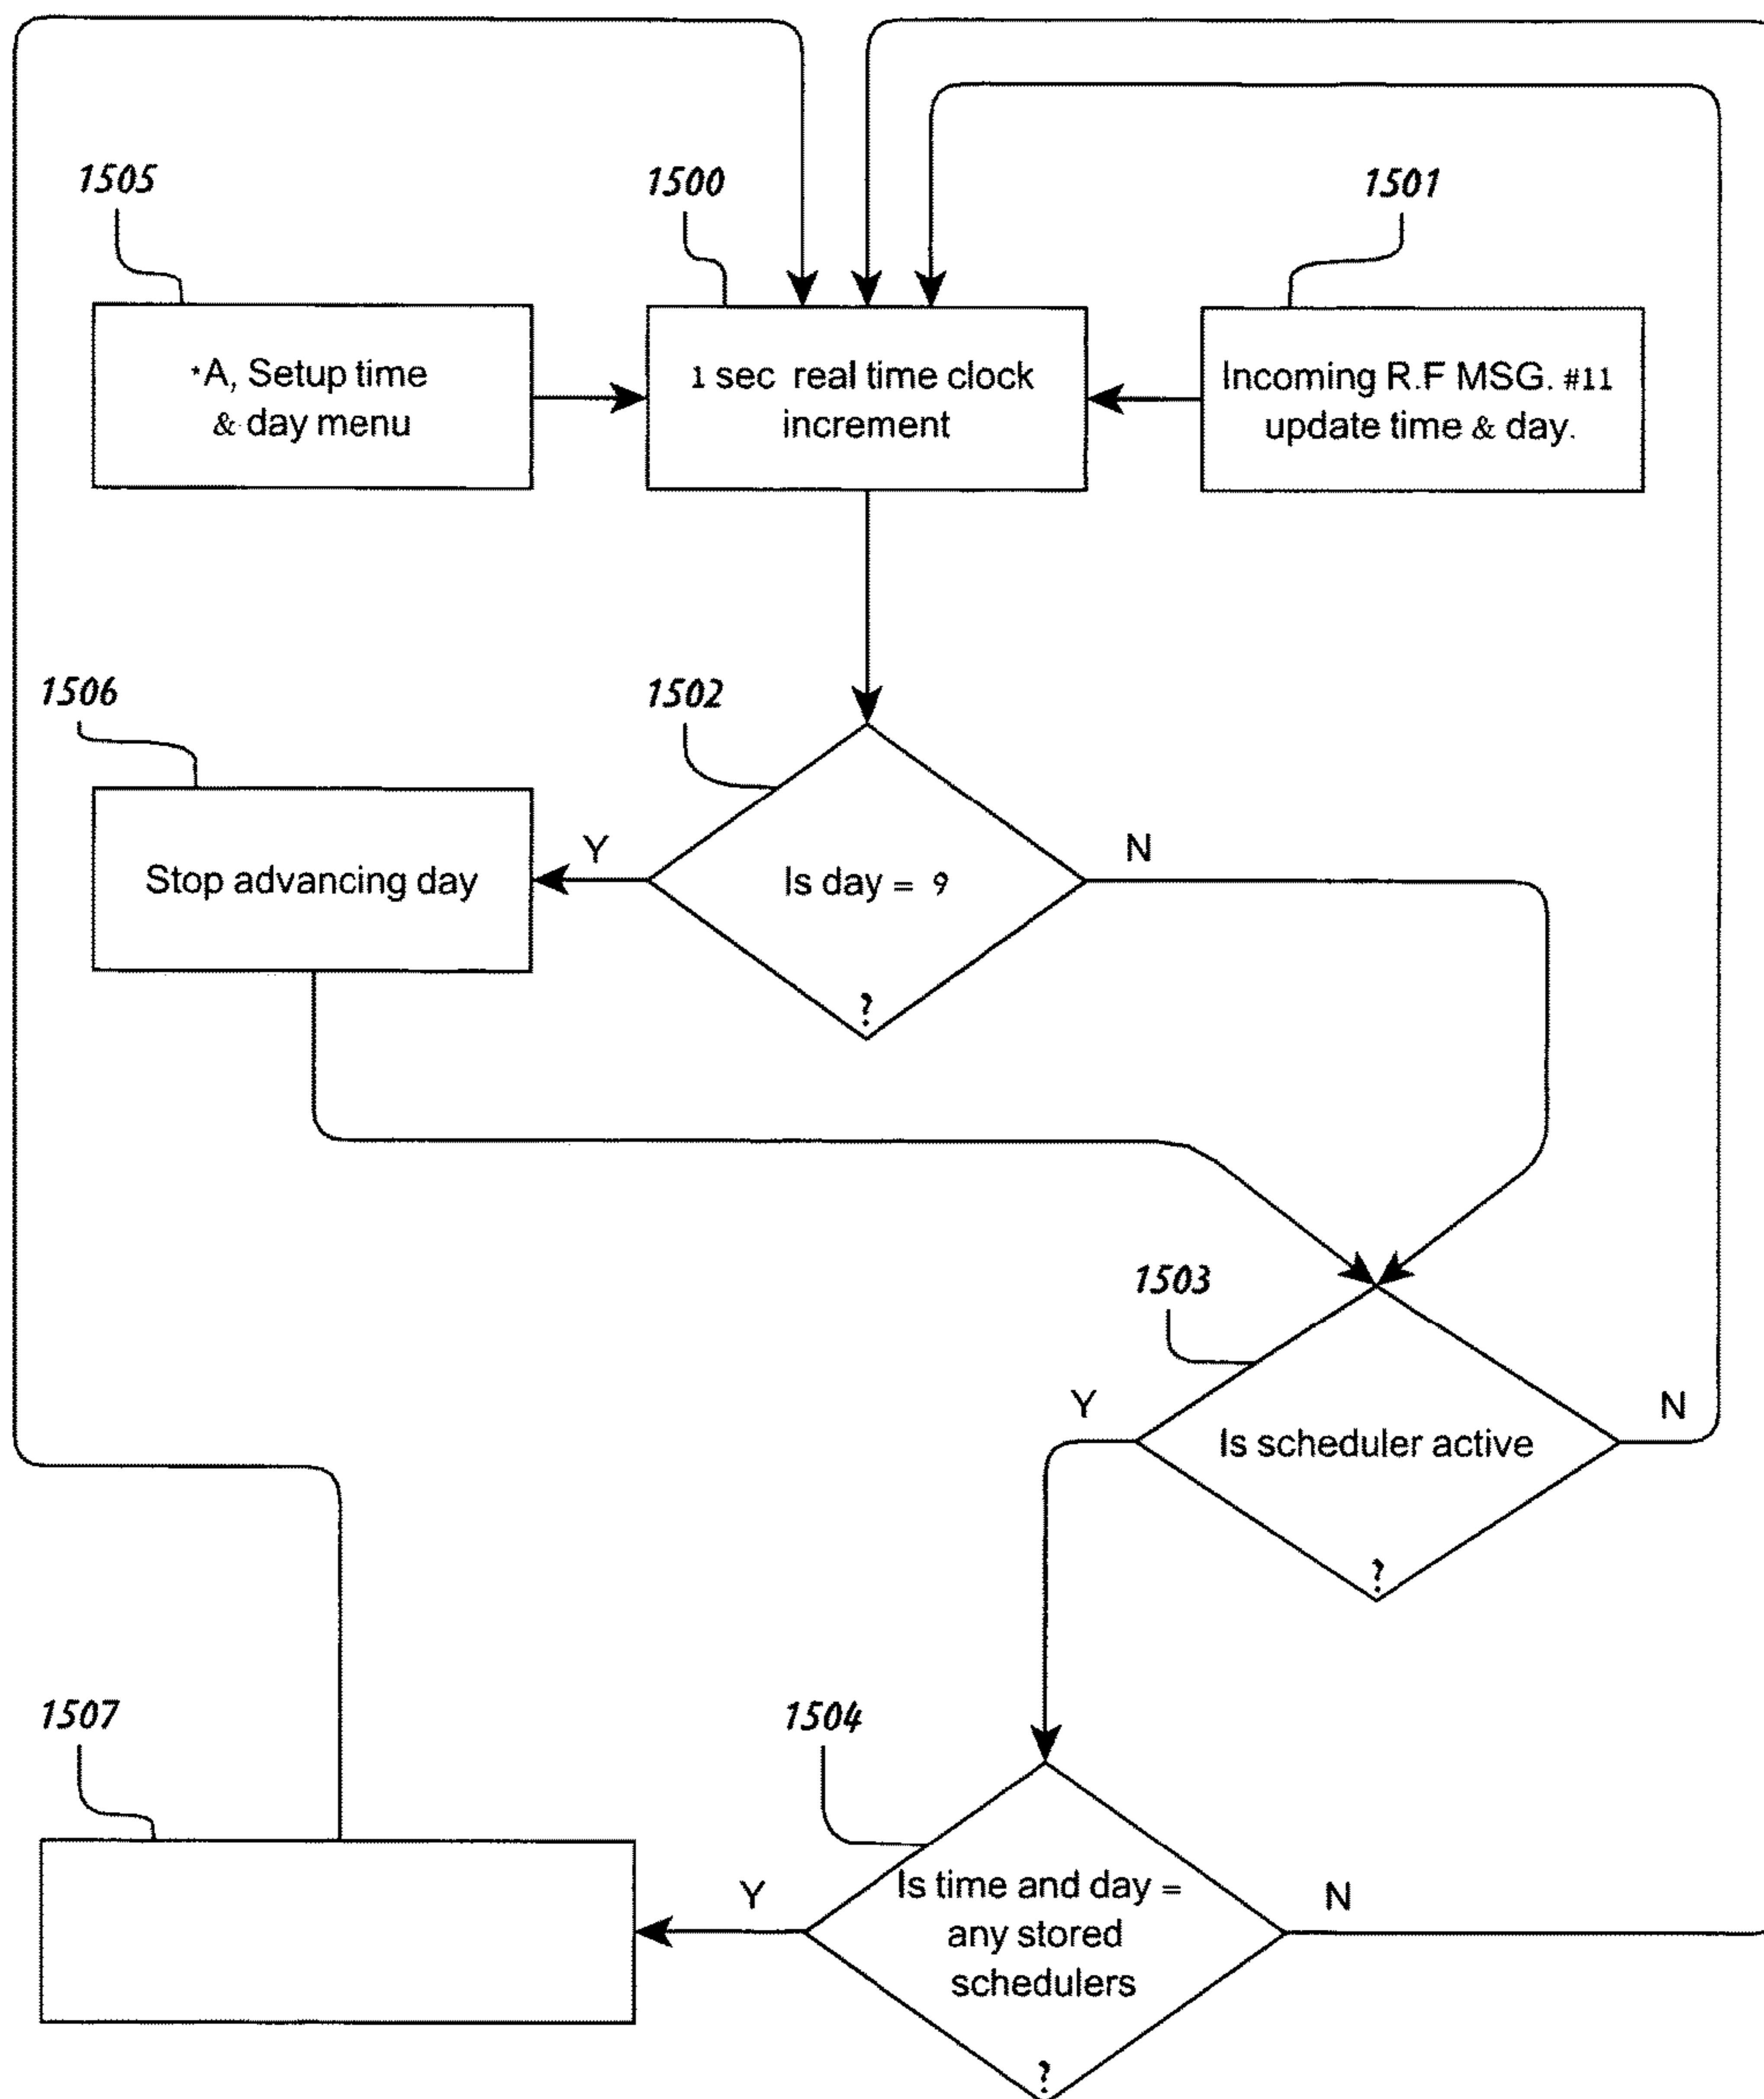 1505
1500
1501
*A, Setup time
& day menu
1 sec real time clock
increment
Incoming R.F MSG. #11
update time & day.
1506
1502
Stop advancing day
Y
Is day = 9
?
N
1503
Y
Is scheduler active
?
N
1507
1504
Y
Is time and day =
any stored
schedulers
?
N